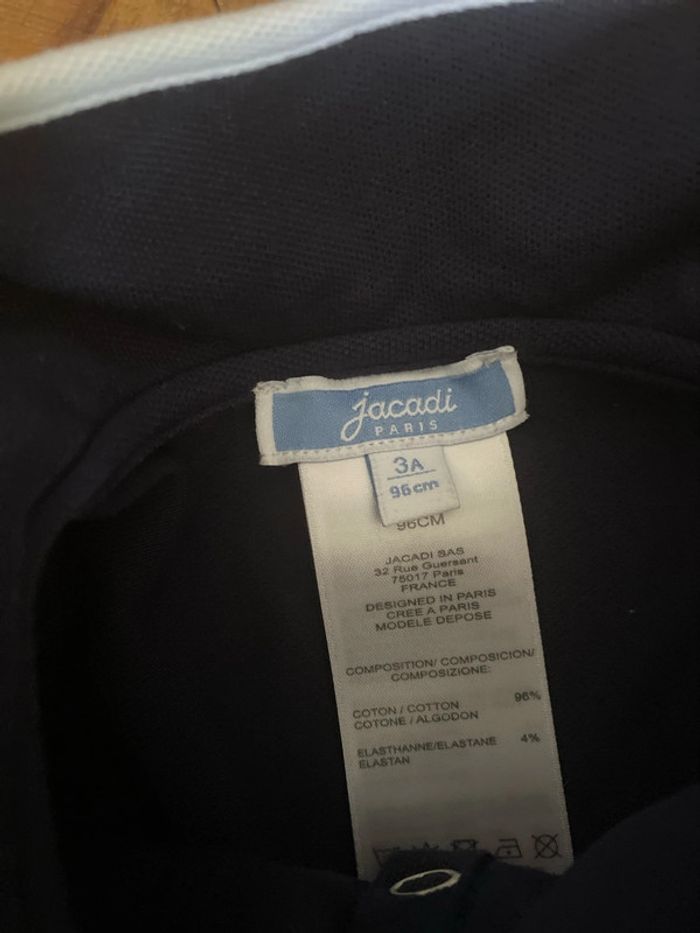 jacadi
PARIS
3A
96cm
96CM
JACADI SAS
32 Rue Guersant
75017 Paris
FRANCE
DESIGNED IN PARIS
CREE A PARIS
MODELE DEPOSE
COMPOSITION/ COMPOSICION/
COMPOSIZIONE:
COTON / COTTON 96%
COTONE / ALGODON
ELASTHANNE/ELASTANE 4%
ELASTAN